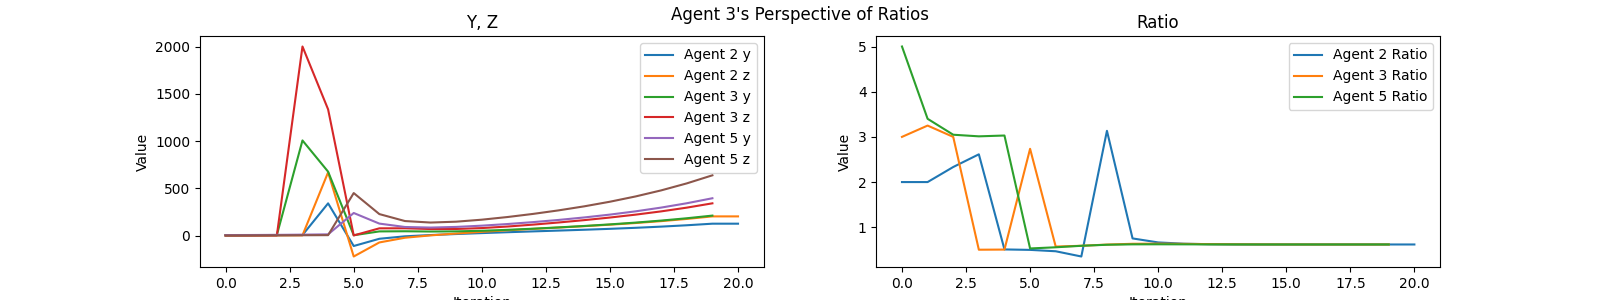 Agent 3's Perspective of Ratios
Y, Z
Value
2000
1500
1000
500
0
0.0 2.5 5.0 7.5 10.0 12.5 15.0 17.5 20.0
Iteration
Agent 2 y
Agent 2 z
Agent 3 y
Agent 3 z
Agent 5 y
Agent 5 z
Ratio
Value
5
4
3
2
1
0.0 2.5 5.0 7.5 10.0 12.5 15.0 17.5 20.0
Iteration
Agent 2 Ratio
Agent 3 Ratio
Agent 5 Ratio